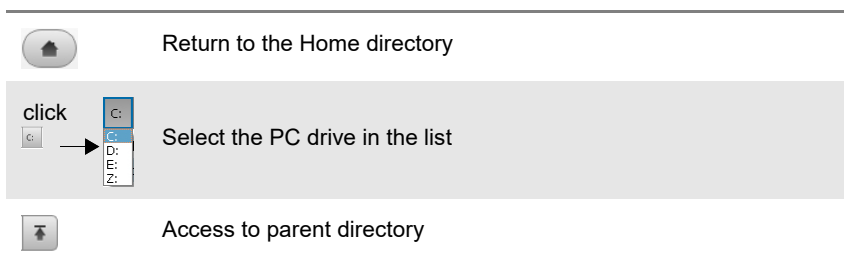 Return to the Home directory
click
C:
C:
C:
D:
E:
Z:
Select the PC drive in the list
Access to parent directory